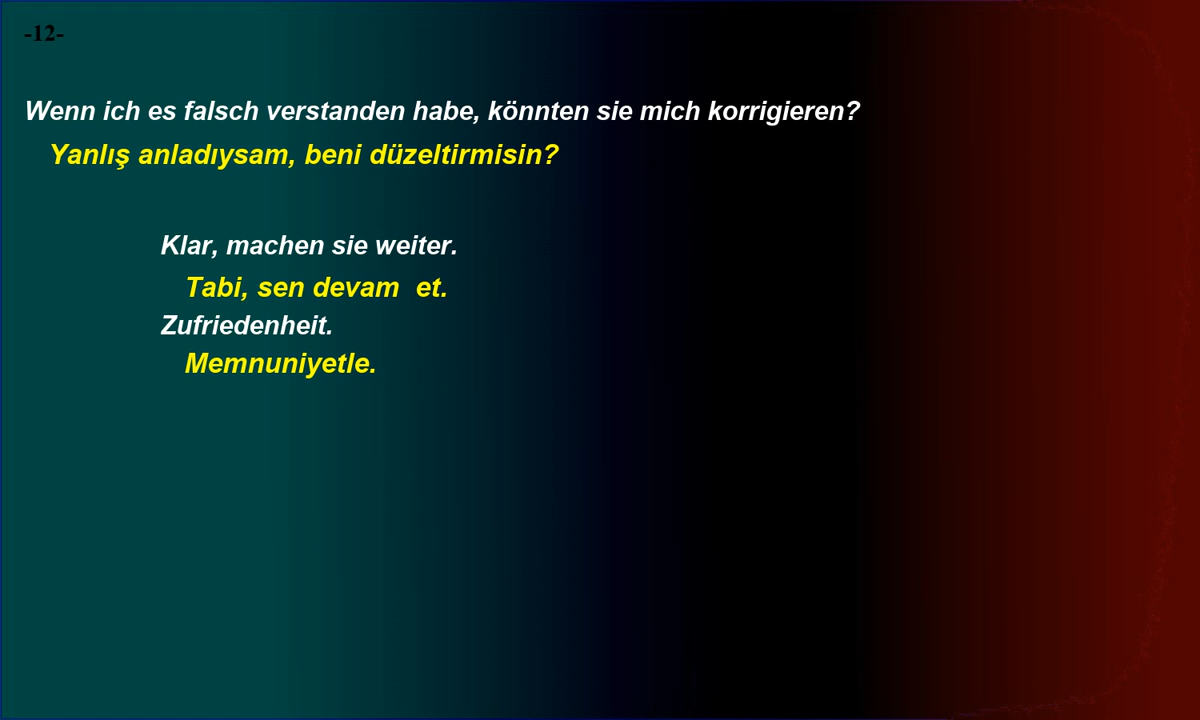 -12-
Wenn ich es falsch verstanden habe, könnten sie mich korrigieren?
Yanlış anladıysam, beni düzeltirmisin?
Klar, machen sie weiter.
Tabi, sen devam  et.
Zufriedenheit.
Memnuniyetle.